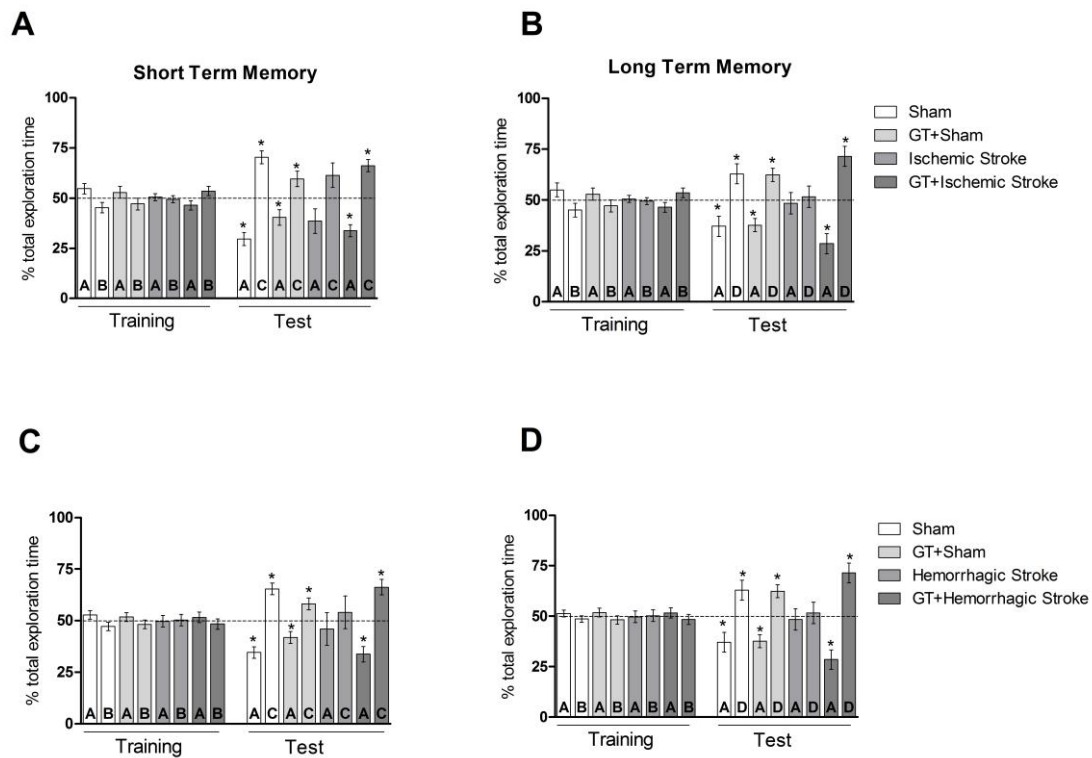 A
B
Short Term Memory
Long Term Memory
% total exploration time
100
75
50
25
0
* * * * * *
A B A B A B A B A C A C A C A C
Training
Test
% total exploration time
100
75
50
25
0
* * * * * *
A B A B A B A B A D A D A D A D
Training
Test
Sham
GT+Sham
Ischemic Stroke
GT+Ischemic Stroke
C
D
% total exploration time
100
75
50
25
0
* * * * * *
A B A B A B A B A C A C A C A C
Training
Test
% total exploration time
100
75
50
25
0
* * * * * *
A B A B A B A B A D A D A D A D
Training
Test
Sham
GT+Sham
Hemorrhagic Stroke
GT+Hemorrhagic Stroke